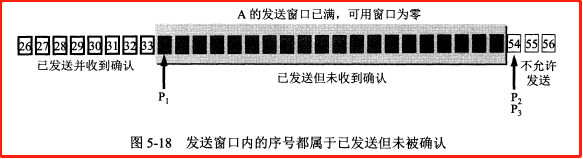 A 的发送窗口已满，可用窗口为零
26 27 28 29 30 31 32 33 54 55 56
已发送并收到确认 已发送但未收到确认 不允许
发送
P1 P2
P3
图 5-18 发送窗口内的序号都属于已发送但未被确认